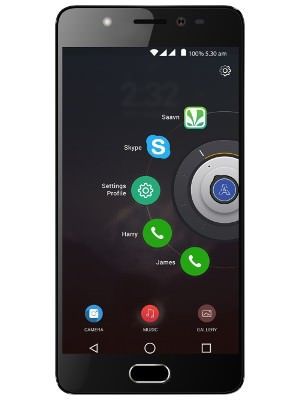 100% 5.30 am
2:32
Saavn
Skype
S
Settings
Profile
A
Harry
James
CAMERA
MUSIC
GALLERY